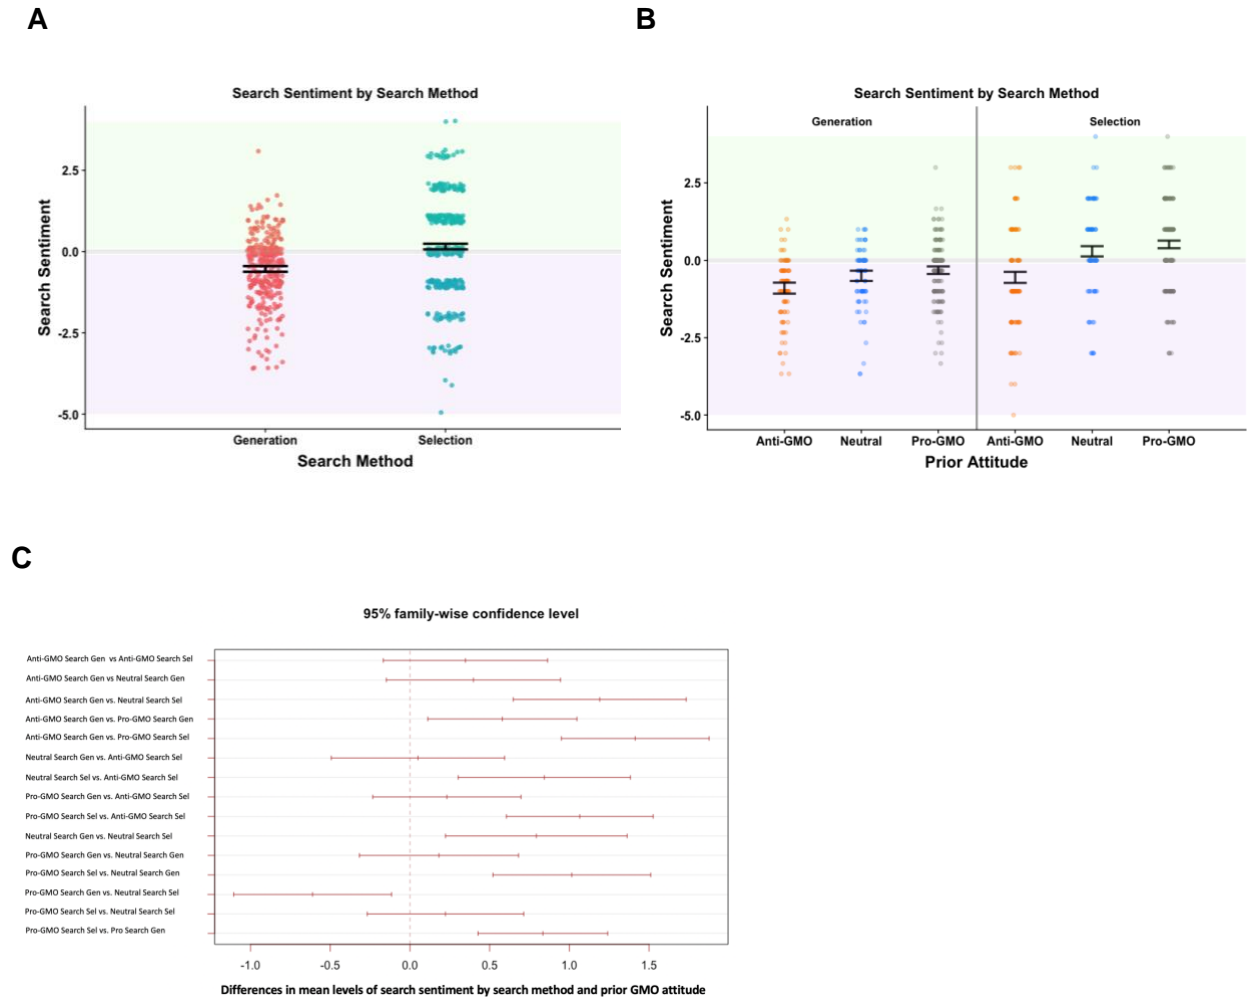 A
B
Search Sentiment by Search Method
Search Sentiment
2.5
0.0
-2.5
-5.0
Generation
Selection
Search Method
Search Sentiment by Search Method
Generation
Selection
Search Sentiment
2.5
0.0
-2.5
-5.0
Anti-GMO
Neutral
Pro-GMO
Anti-GMO
Neutral
Pro-GMO
Prior Attitude
C
95% family-wise confidence level
Anti-GMO Search Gen vs Anti-GMO Search Sel
Anti-GMO Search Gen vs Neutral Search Gen
Anti-GMO Search Gen vs. Neutral Search Sel
Anti-GMO Search Gen vs. Pro-GMO Search Gen
Anti-GMO Search Gen vs. Pro-GMO Search Sel
Neutral Search Gen vs. Anti-GMO Search Sel
Neutral Search Sel vs. Anti-GMO Search Sel
Pro-GMO Search Gen vs. Anti-GMO Search Sel
Pro-GMO Search Sel vs. Anti-GMO Search Sel
Neutral Search Gen vs. Neutral Search Sel
Pro-GMO Search Gen vs. Neutral Search Gen
Pro-GMO Search Sel vs. Neutral Search Gen
Pro-GMO Search Gen vs. Neutral Search Sel
Pro-GMO Search Sel vs. Neutral Search Sel
Pro-GMO Search Sel vs. Pro Search Gen
-1.0
-0.5
0.0
0.5
1.0
1.5
Differences in mean levels of search sentiment by search method and prior GMO attitude